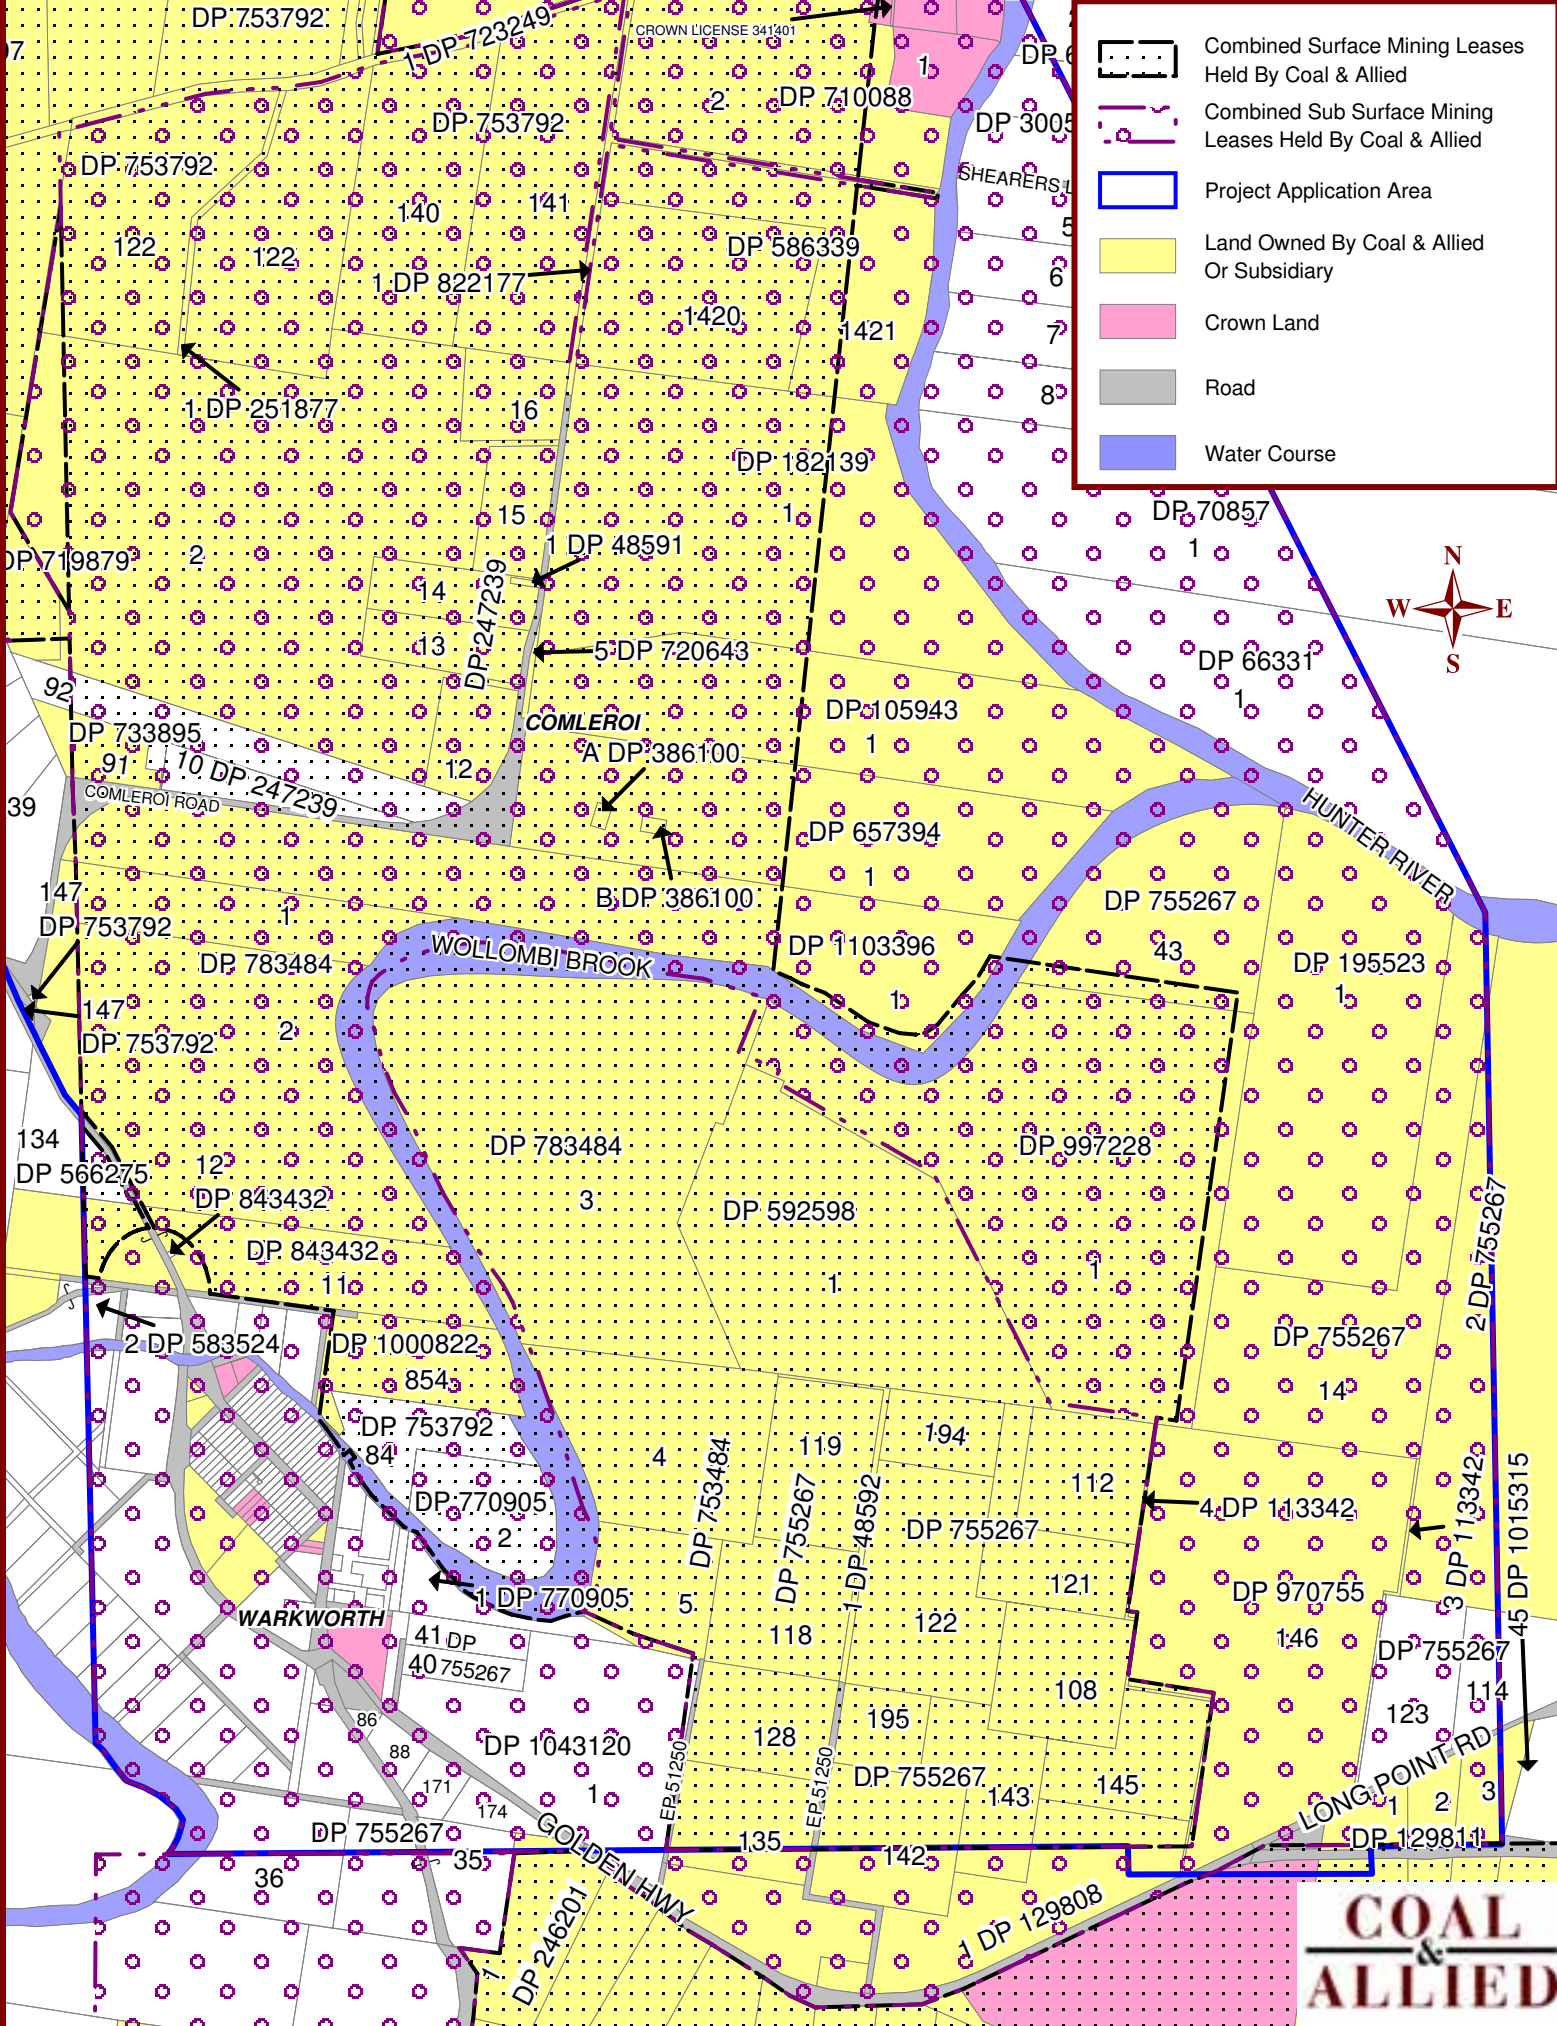 DP 753792
1 DP 723249
CROWN LICENSE 341401
1
2
DP 710088
DP 753792
DP 753792
SHEARERS
140
141
122
122
1 DP 822177
DP 586339
1420
1421
5
6
7
8
1 DP 251877
16
DP 182139
1
15
1 DP 48591
DP 719879
2
14
13
DP 247239
5 DP 720643
DP 70857
1
DP 66331
1
92
COMLEROI
DP 105943
1
DP 733895
91
10 DP 247239
12
A DP 386100
COMLEROI ROAD
39
DP 657394
1
HUNTER RIVER
147
DP 753792
1
B DP 386100
DP 755267
43
DP 783484
WOLLOMBI BROOK
DP 1103396
1
DP 195523
1
147
DP 753792
2
134
DP 566275
12
DP 843432
DP 783484
3
DP 997228
1
DP 592598
1
DP 843432
11
2 DP 755267
2 DP 583524
DP 1000822
854
DP 755267
14
DP 753792
84
4
DP 753484
119
194
112
DP 770905
2
DP 755267
1 DP 48592
DP 755267
4 DP 113342
3 DP 113342
45 DP 1015315
1 DP 770905
5
121
DP 970755
146
WARKWORTH
118
122
41 DP
40 755267
DP 755267
114
123
108
86
88
171
174
DP 1043120
1
128
195
EP 51250
EP 51250
DP 755267
143
145
LONG POINT RD
1
2
3
DP 129811
DP 755267
35
36
GOLDEN HWY
135
142
1
DP 246201
1 DP 129808
Combined Surface Mining Leases
Held By Coal & Allied
Combined Sub Surface Mining
Leases Held By Coal & Allied
Project Application Area
Land Owned By Coal & Allied
Or Subsidiary
Crown Land
Road
Water Course
N
W E
S
COAL
&
ALLIED